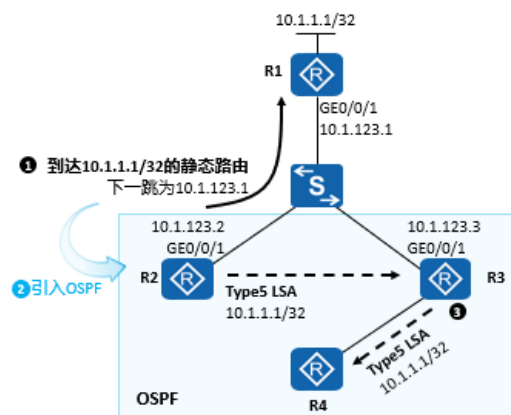 10.1.1.1/32
R1
GE0/0/1
10.1.123.1
❶ 到达10.1.1.1/32的静态路由
下一跳为10.1.123.1
S
10.1.123.2
GE0/0/1
10.1.123.3
GE0/0/1
❷引入OSPF
R2
R
Type5 LSA
10.1.1.1/32
R
R3
❸
Type5 LSA
10.1.1.1/32
R
R4
OSPF
R